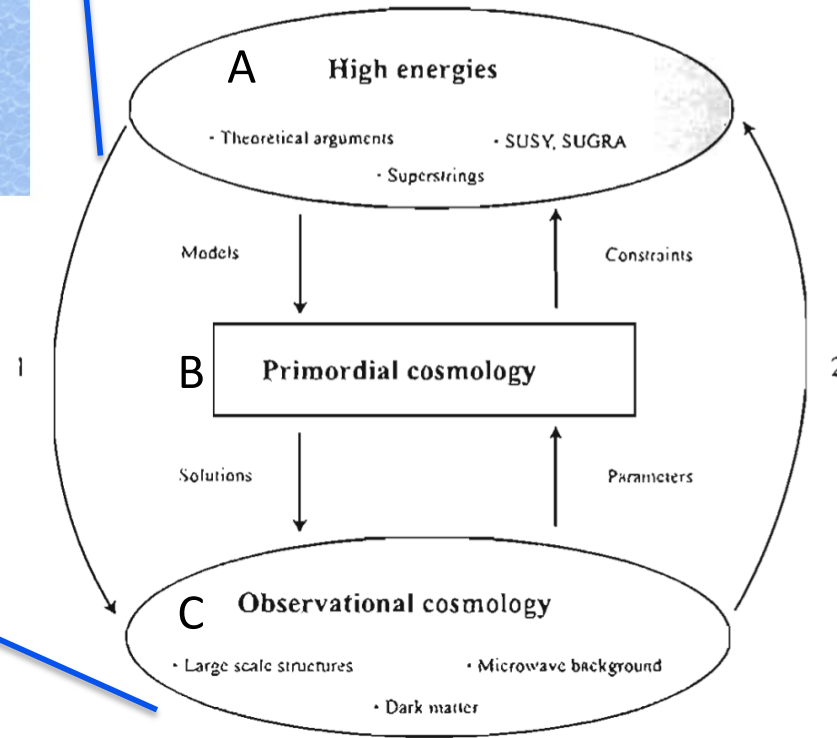 A High energies
· Theoretical arguments · SUSY, SUGRA
· Superstrings
Models Constraints
1 B Primordial cosmology 2
Solutions Parameters
C Observational cosmology
· Large scale structures · Microwave background
· Dark matter